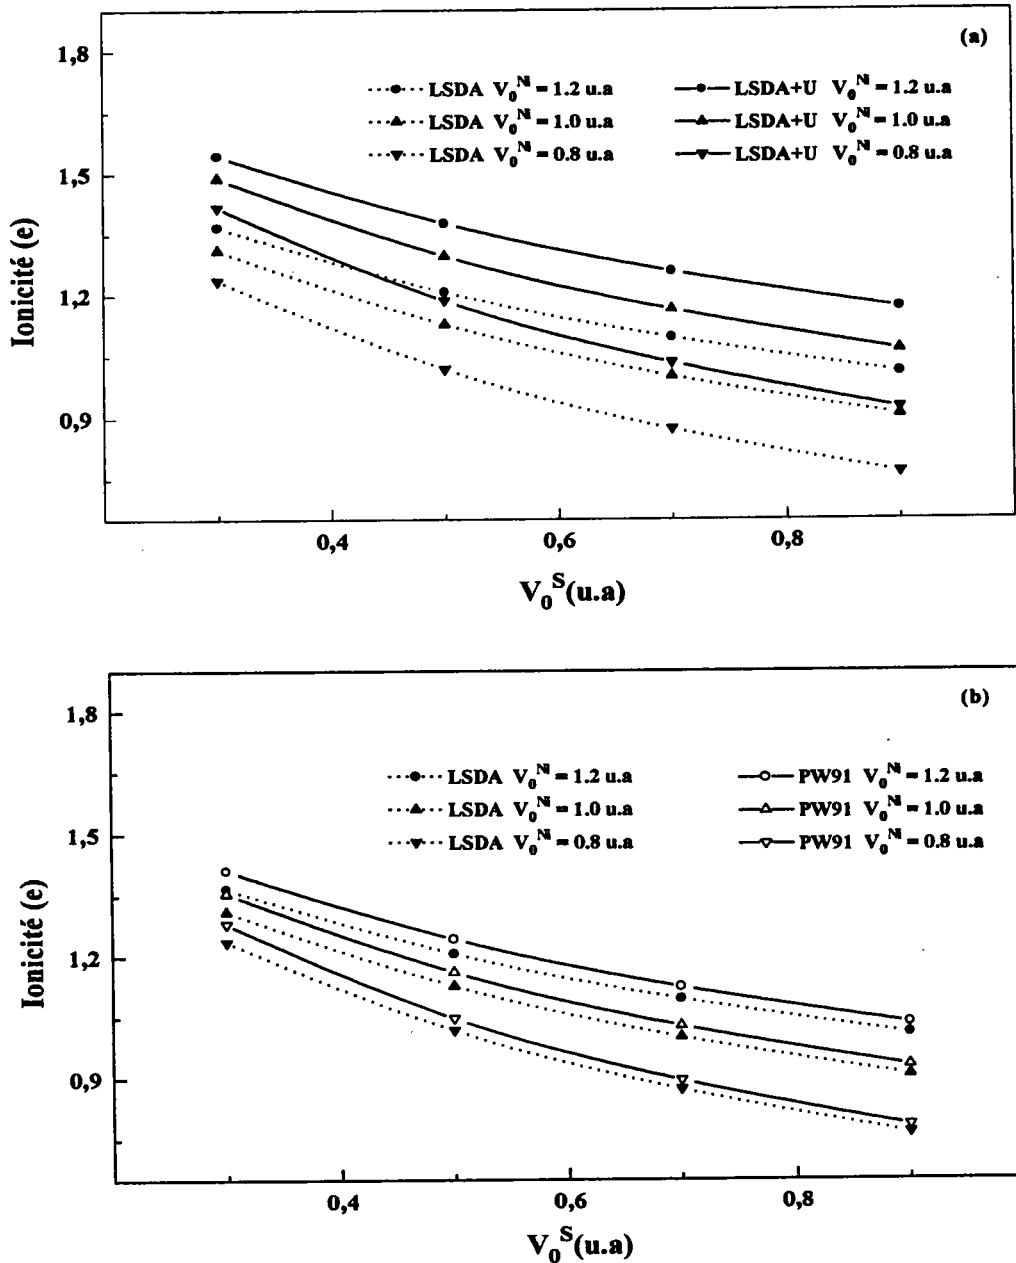 (a)
1,8
LSDA V₀ᴺⁱ = 1.2 u.a LSDA+U V₀ᴺⁱ = 1.2 u.a
LSDA V₀ᴺⁱ = 1.0 u.a LSDA+U V₀ᴺⁱ = 1.0 u.a
LSDA V₀ᴺⁱ = 0.8 u.a LSDA+U V₀ᴺⁱ = 0.8 u.a
1,5
Ionicité (e)
1,2
0,9
0,4 0,6 0,8
V₀ˢ(u.a)
(b)
1,8
LSDA V₀ᴺⁱ = 1.2 u.a PW91 V₀ᴺⁱ = 1.2 u.a
LSDA V₀ᴺⁱ = 1.0 u.a PW91 V₀ᴺⁱ = 1.0 u.a
LSDA V₀ᴺⁱ = 0.8 u.a PW91 V₀ᴺⁱ = 0.8 u.a
1,5
Ionicité (e)
1,2
0,9
0,4 0,6 0,8
V₀ˢ(u.a)